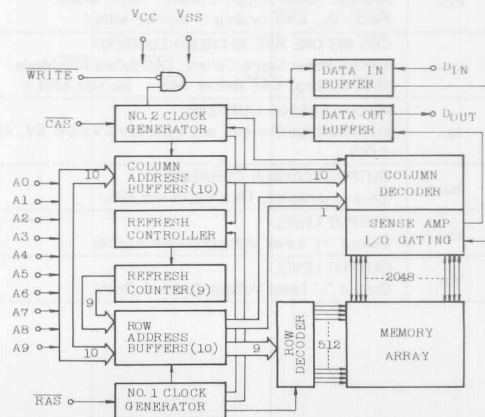 VCC VSS
WRITE
DATA IN
BUFFER
DIN
DATA OUT
BUFFER
DOUT
CAS
NO.2 CLOCK
GENERATOR
COLUMN
ADDRESS
BUFFERS(10)
10
10
1
COLUMN
DECODER
SENSE AMP
I/O GATING
REFRESH
CONTROLLER
REFRESH
COUNTER(9)
9
ROW
ADDRESS
BUFFERS(10)
10
9
ROW
DECODER
2048
512
MEMORY
ARRAY
A0
A1
A2
A3
A4
A5
A6
A7
A8
A9
RAS
NO.1 CLOCK
GENERATOR